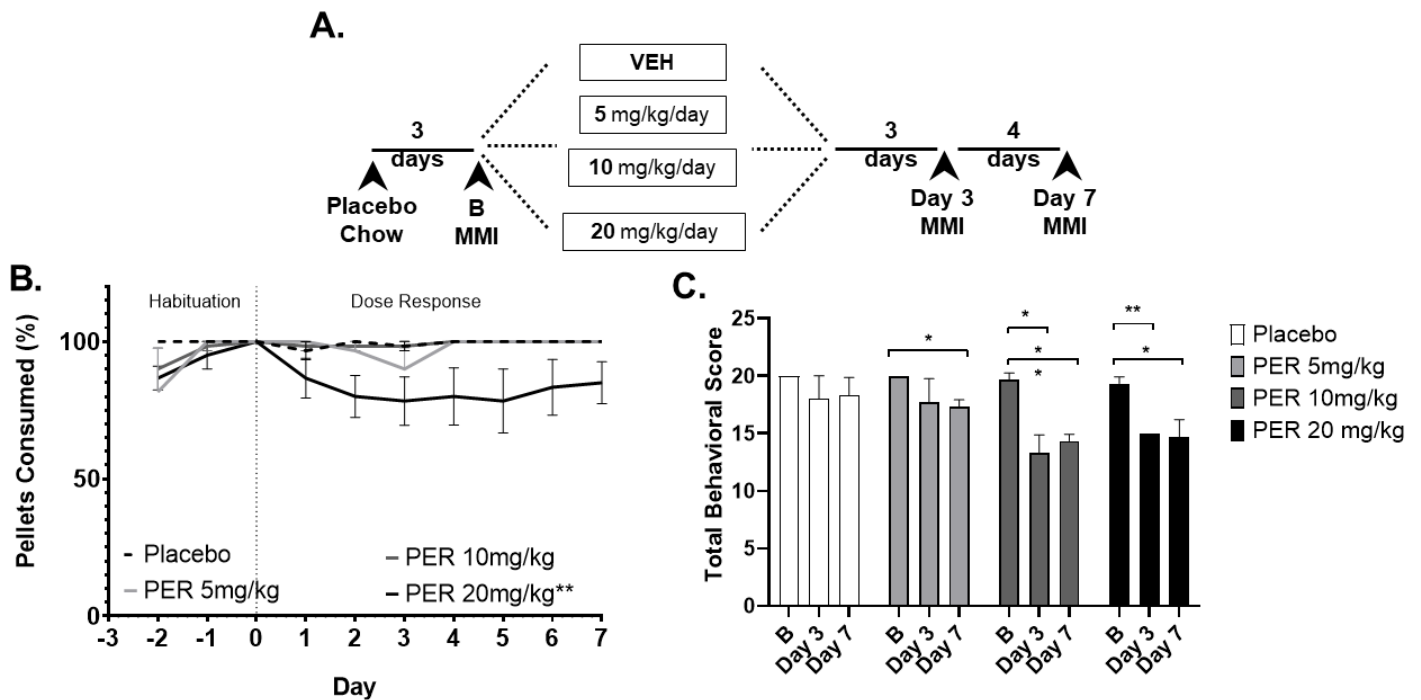 A.
VEH
5 mg/kg/day
10 mg/kg/day
20 mg/kg/day
3
days
Placebo
Chow
B
MMI
3
days
4
days
Day 3
MMI
Day 7
MMI
B.
Habituation
Dose Response
Pellets Consumed (%)
100
50
0
Placebo
PER 5mg/kg
PER 10mg/kg
PER 20mg/kg**
-3 -2 -1 0 1 2 3 4 5 6 7
Day
C.
Total Behavioral Score
25
20
15
10
5
0
*
*
*
*
**
*
B Day 3 Day 7 B Day 3 Day 7 B Day 3 Day 7 B Day 3 Day 7
Placebo
PER 5mg/kg
PER 10mg/kg
PER 20 mg/kg